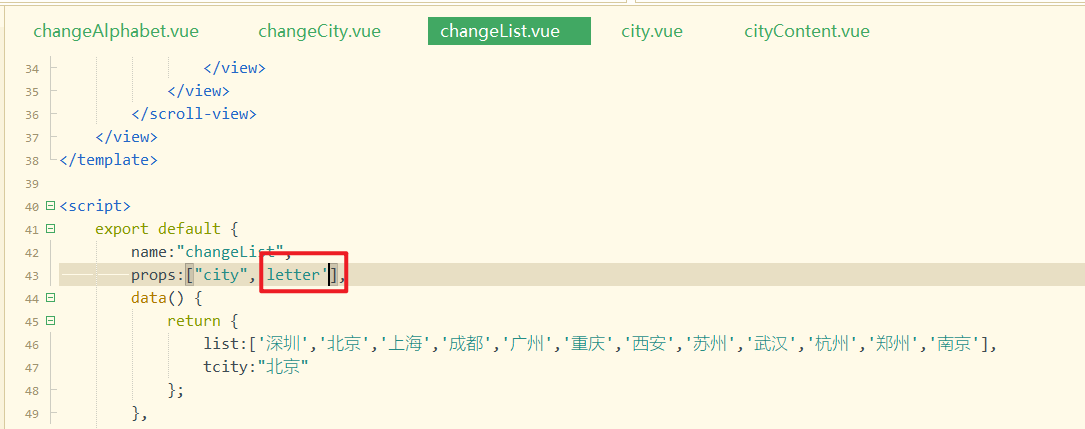 changeAlphabet.vue changeCity.vue changeList.vue city.vue cityContent.vue
34 </view>
35 </view>
36 </scroll-view>
37 </view>
38 </template>
39
40 <script>
41 export default {
42 name:"changeList",
43 props:["city", letter'],
44 data() {
45 return {
46 list:['深圳','北京','上海','成都','广州','重庆','西安','苏州','武汉','杭州','郑州','南京'],
47 tcity:"北京"
48 };
49 },